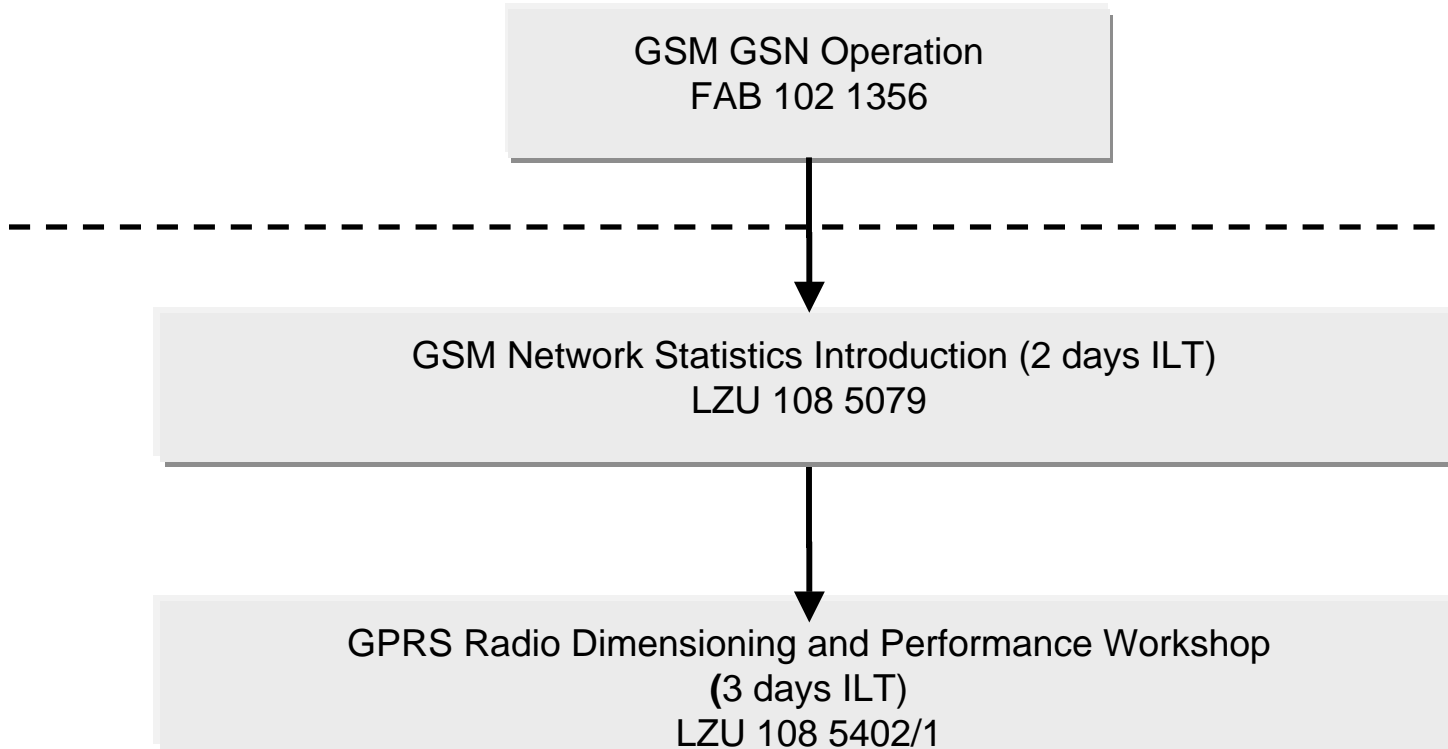 GSM GSN Operation
FAB 102 1356
GSM Network Statistics Introduction (2 days ILT)
LZU 108 5079
GPRS Radio Dimensioning and Performance Workshop
(3 days ILT)
LZU 108 5402/1